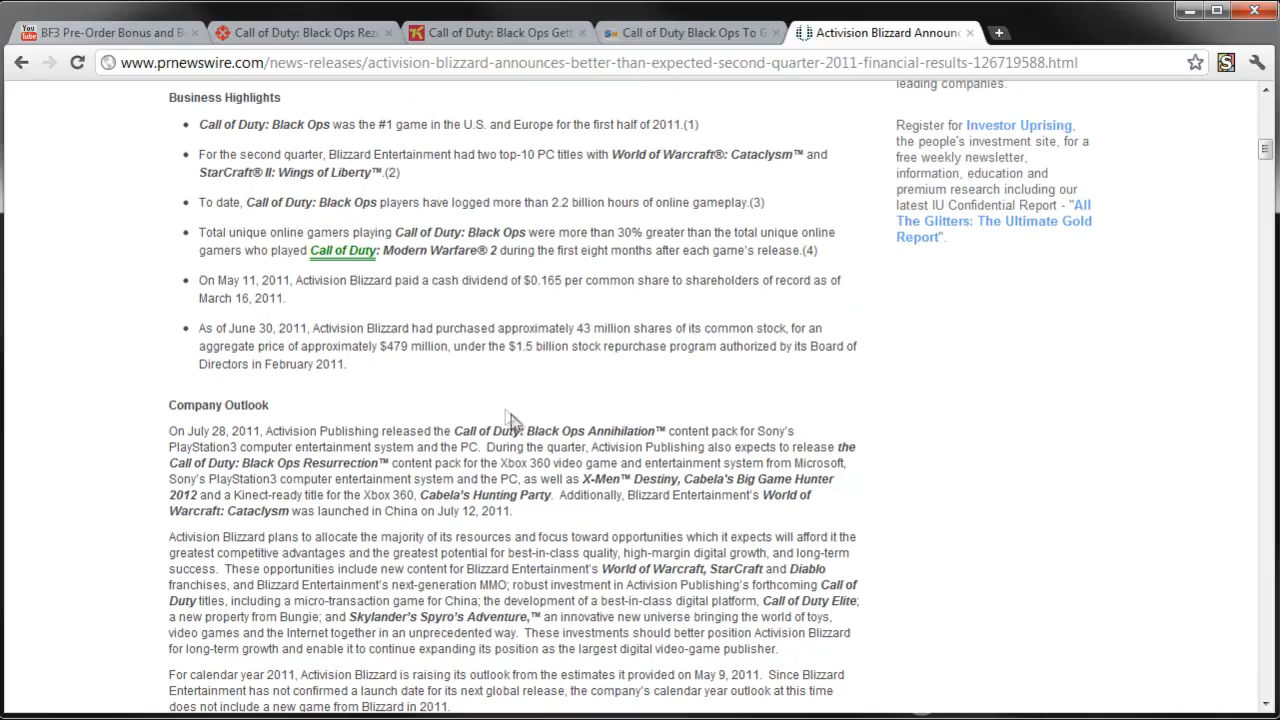 BF3 Pre-Order Bonus and B
Call of Duty: Black Ops Rez
Call of Duty: Black Ops Gett
Call of Duty Black Ops To G
Activision Blizzard Announc
www.prnewswire.com/news-releases/activision-blizzard-announces-better-than-expected-second-quarter-2011-financial-results-126719588.html
Business Highlights
• Call of Duty: Black Ops was the #1 game in the U.S. and Europe for the first half of 2011.(1)
• For the second quarter, Blizzard Entertainment had two top-10 PC titles with World of Warcraft®: Cataclysm™ and
StarCraft® II: Wings of Liberty™.(2)
• To date, Call of Duty: Black Ops players have logged more than 2.2 billion hours of online gameplay.(3)
• Total unique online gamers playing Call of Duty: Black Ops were more than 30% greater than the total unique online
gamers who played Call of Duty: Modern Warfare® 2 during the first eight months after each game's release.(4)
• On May 11, 2011, Activision Blizzard paid a cash dividend of $0.165 per common share to shareholders of record as of
March 16, 2011.
• As of June 30, 2011, Activision Blizzard had purchased approximately 43 million shares of its common stock, for an
aggregate price of approximately $479 million, under the $1.5 billion stock repurchase program authorized by its Board of
Directors in February 2011.
Company Outlook
On July 28, 2011, Activision Publishing released the Call of Duty: Black Ops Annihilation™ content pack for Sony's
PlayStation3 computer entertainment system and the PC. During the quarter, Activision Publishing also expects to release the
Call of Duty: Black Ops Resurrection™ content pack for the Xbox 360 video game and entertainment system from Microsoft,
Sony's PlayStation3 computer entertainment system and the PC, as well as X-Men™ Destiny, Cabela's Big Game Hunter
2012 and a Kinect-ready title for the Xbox 360, Cabela's Hunting Party. Additionally, Blizzard Entertainment's World of
Warcraft: Cataclysm was launched in China on July 12, 2011.
Activision Blizzard plans to allocate the majority of its resources and focus toward opportunities which it expects will afford it the
greatest competitive advantages and the greatest potential for best-in-class quality, high-margin digital growth, and long-term
success. These opportunities include new content for Blizzard Entertainment's World of Warcraft, StarCraft and Diablo
franchises, and Blizzard Entertainment's next-generation MMO; robust investment in Activision Publishing's forthcoming Call of
Duty titles, including a micro-transaction game for China; the development of a best-in-class digital platform, Call of Duty Elite;
a new property from Bungie; and Skylander's Spyro's Adventure,™ an innovative new universe bringing the world of toys,
video games and the Internet together in an unprecedented way. These investments should better position Activision Blizzard
for long-term growth and enable it to continue expanding its position as the largest digital video-game publisher.
For calendar year 2011, Activision Blizzard is raising its outlook from the estimates it provided on May 9, 2011. Since Blizzard
Entertainment has not confirmed a launch date for its next global release, the company's calendar year outlook at this time
does not include a new game from Blizzard in 2011.
leading companies.
Register for Investor Uprising,
the people's investment site, for a
free weekly newsletter,
information, education and
premium research including our
latest IU Confidential Report - "All
The Glitters: The Ultimate Gold
Report".